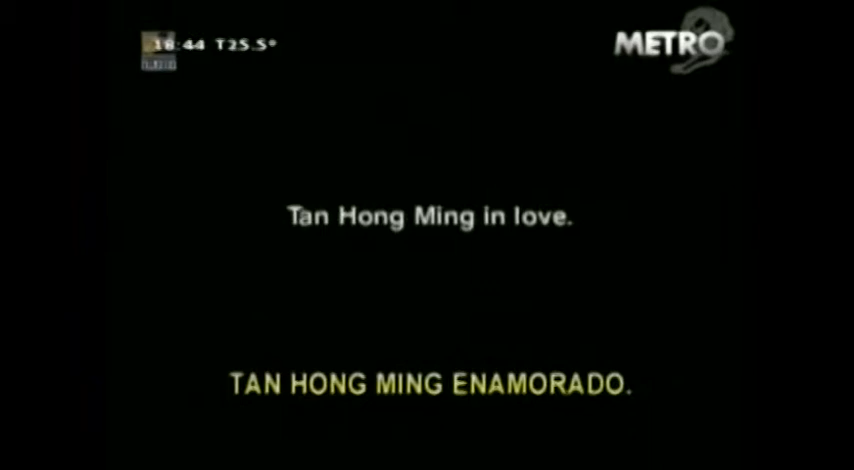 18:44 T25.5°
METRO
Tan Hong Ming in love.
TAN HONG MING ENAMORADO.